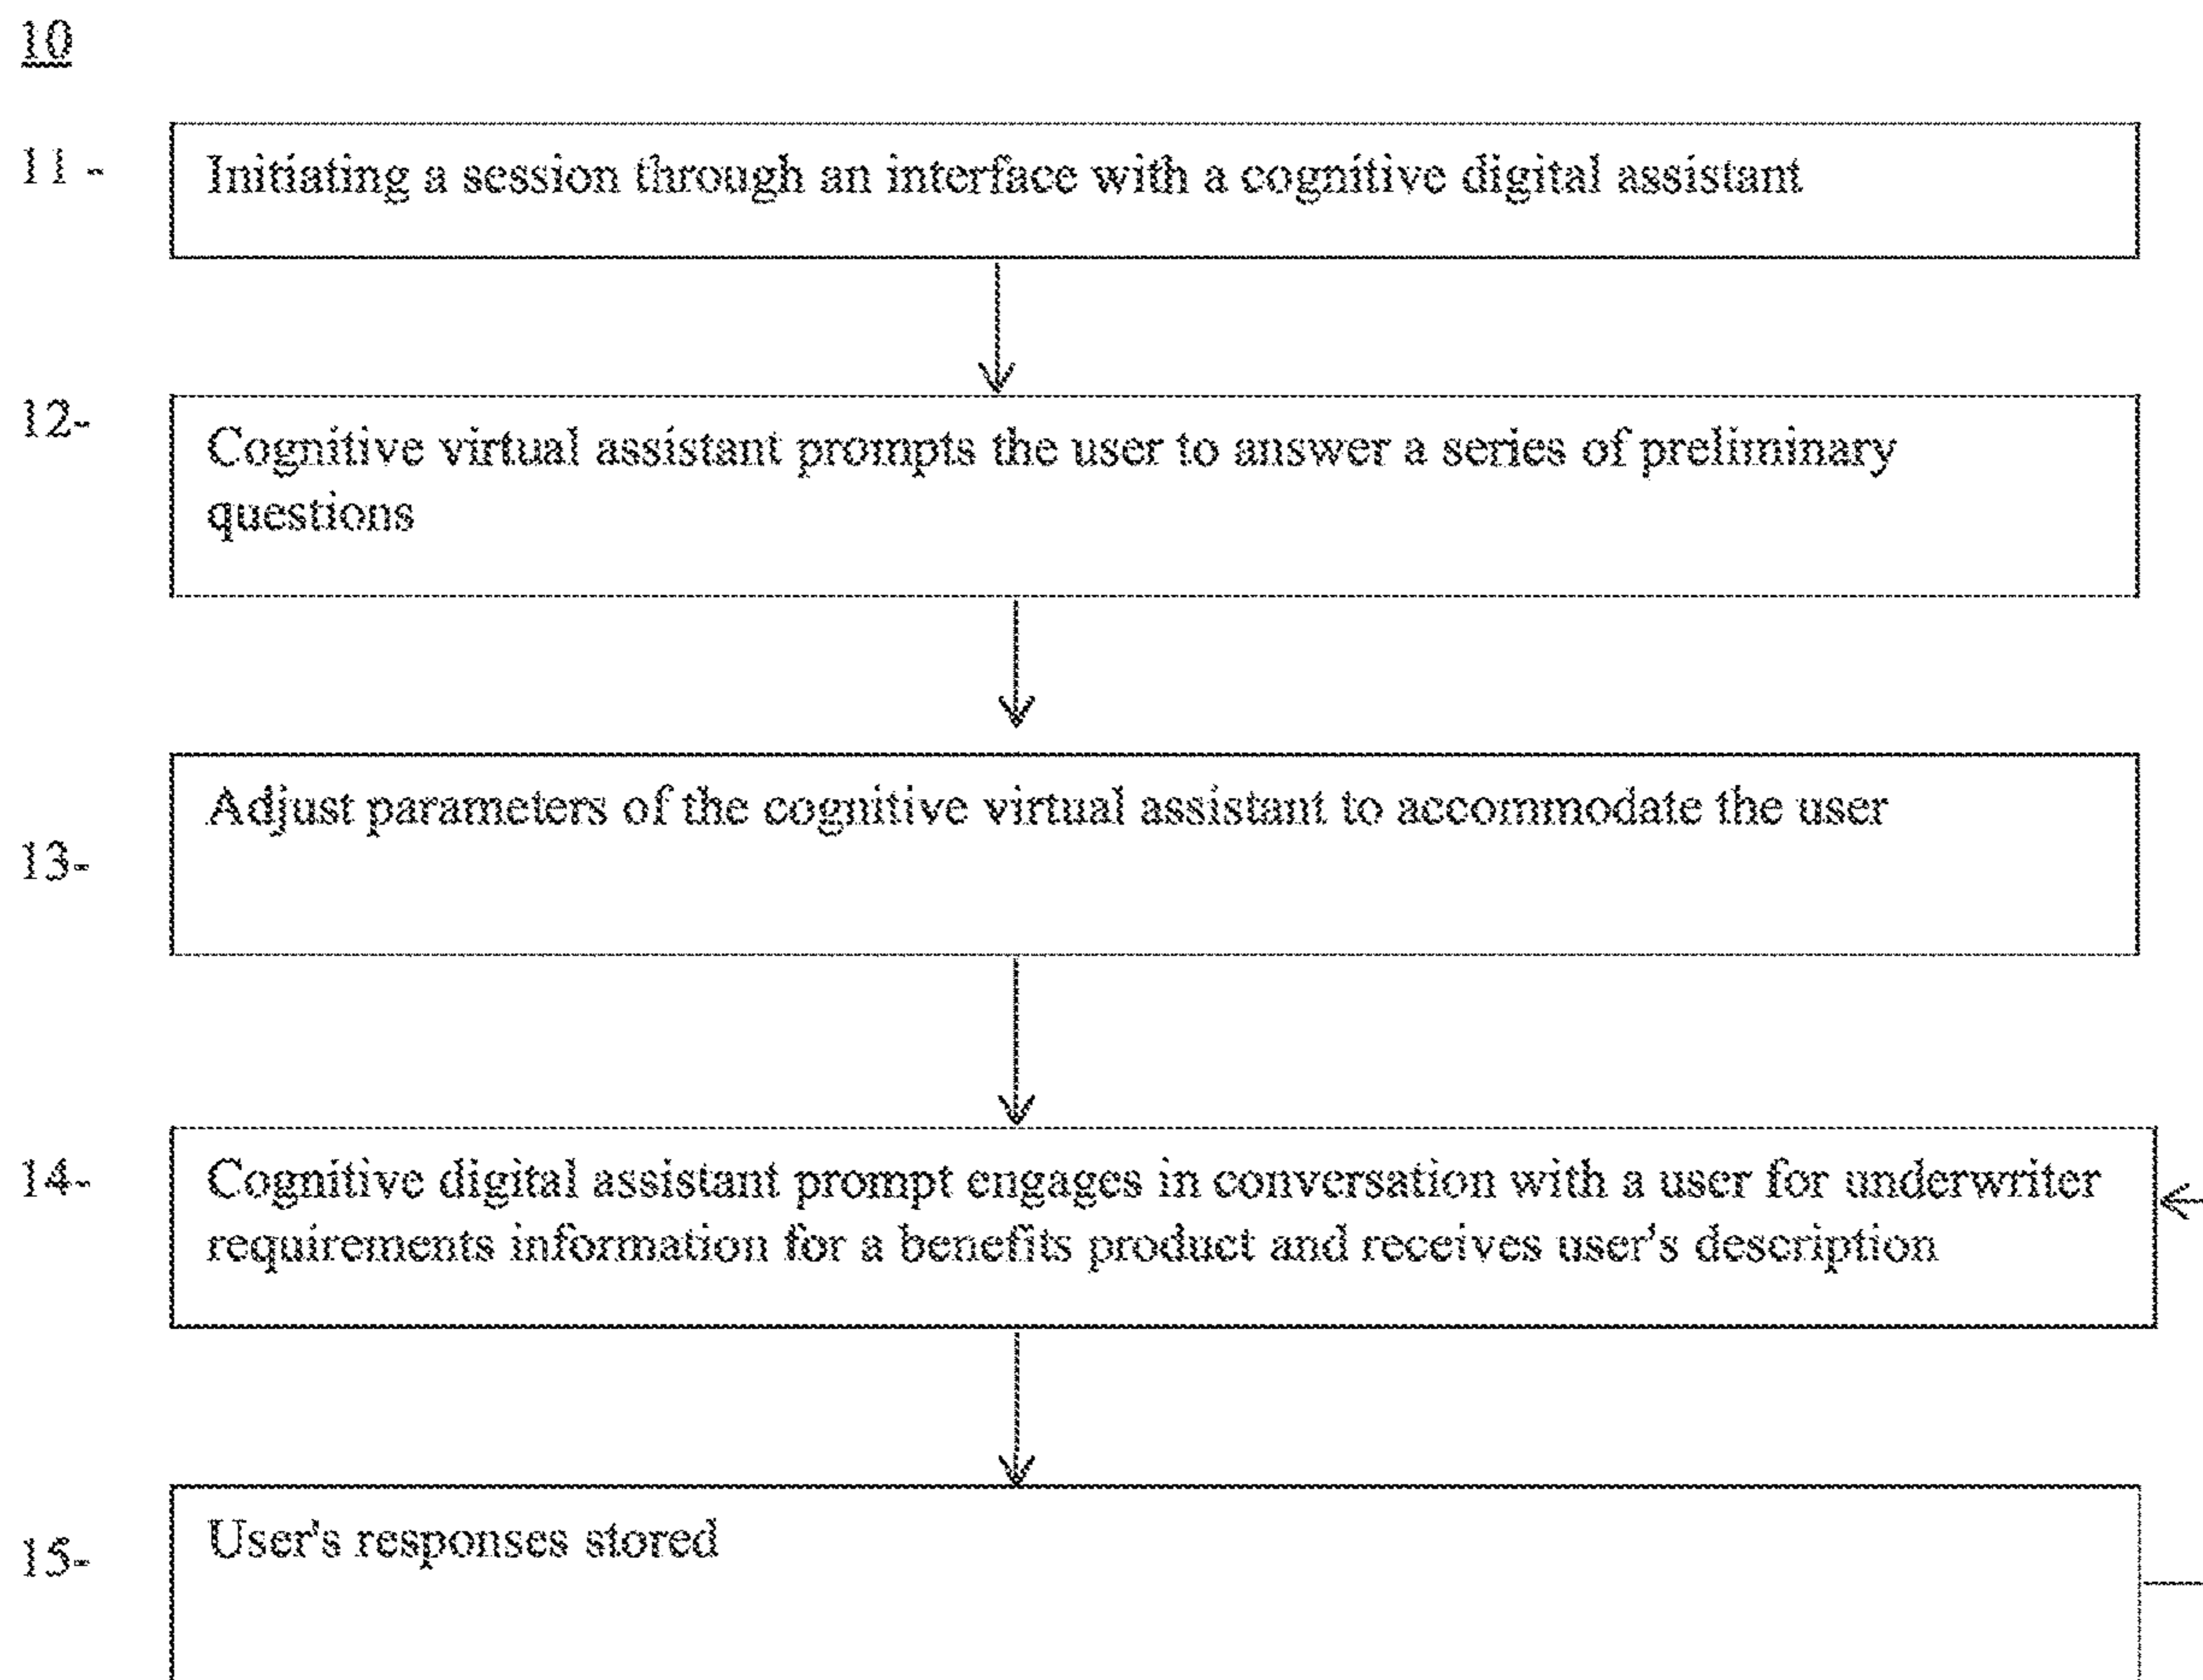 10
11 -
Initiating a session through an interface with a cognitive digital assistant
12-
Cognitive virtual assistant prompts the user to answer a series of preliminary
questions
Adjust parameters of the cognitive virtual assistant to accommodate the user
13-
14-
Cognitive digital assistant prompt engages in conversation with a user for underwriter
requirements information for a benefits product and receives user's description
User's responses stored
15-